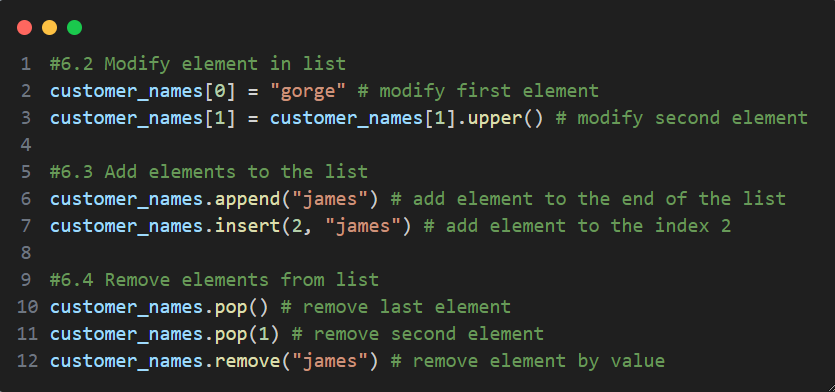 1 #6.2 Modify element in list
2 customer_names[0] = "gorge" # modify first element
3 customer_names[1] = customer_names[1].upper() # modify second element
4
5 #6.3 Add elements to the list
6 customer_names.append("james") # add element to the end of the list
7 customer_names.insert(2, "james") # add element to the index 2
8
9 #6.4 Remove elements from list
10 customer_names.pop() # remove last element
11 customer_names.pop(1) # remove second element
12 customer_names.remove("james") # remove element by value